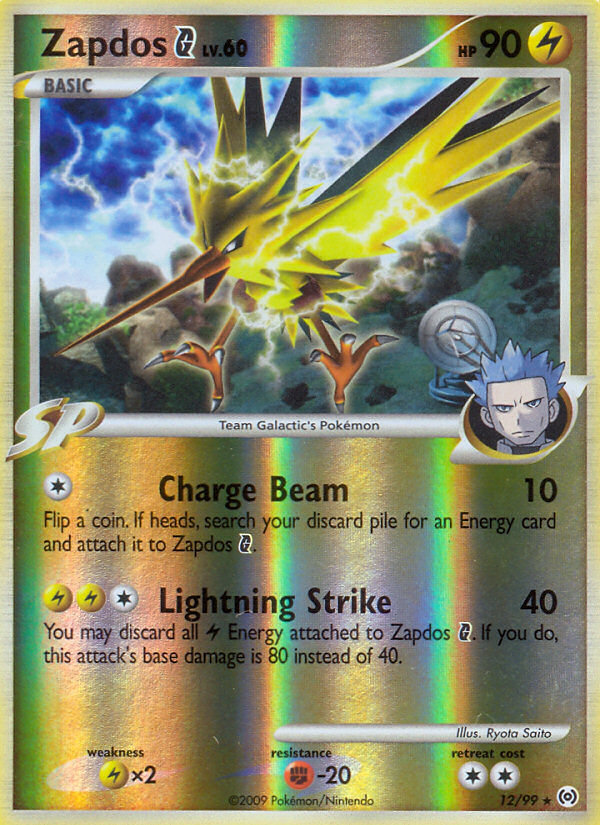 Zapdos G LV.60 HP 90
BASIC
SP
Team Galactic's Pokémon
Charge Beam 10
Flip a coin. If heads, search your discard pile for an Energy card
and attach it to Zapdos G.
Lightning Strike 40
You may discard all Energy attached to Zapdos G. If you do,
this attack's base damage is 80 instead of 40.
Illus. Ryota Saito
weakness resistance retreat cost
×2 -20
©2009 Pokémon/Nintendo 12/99